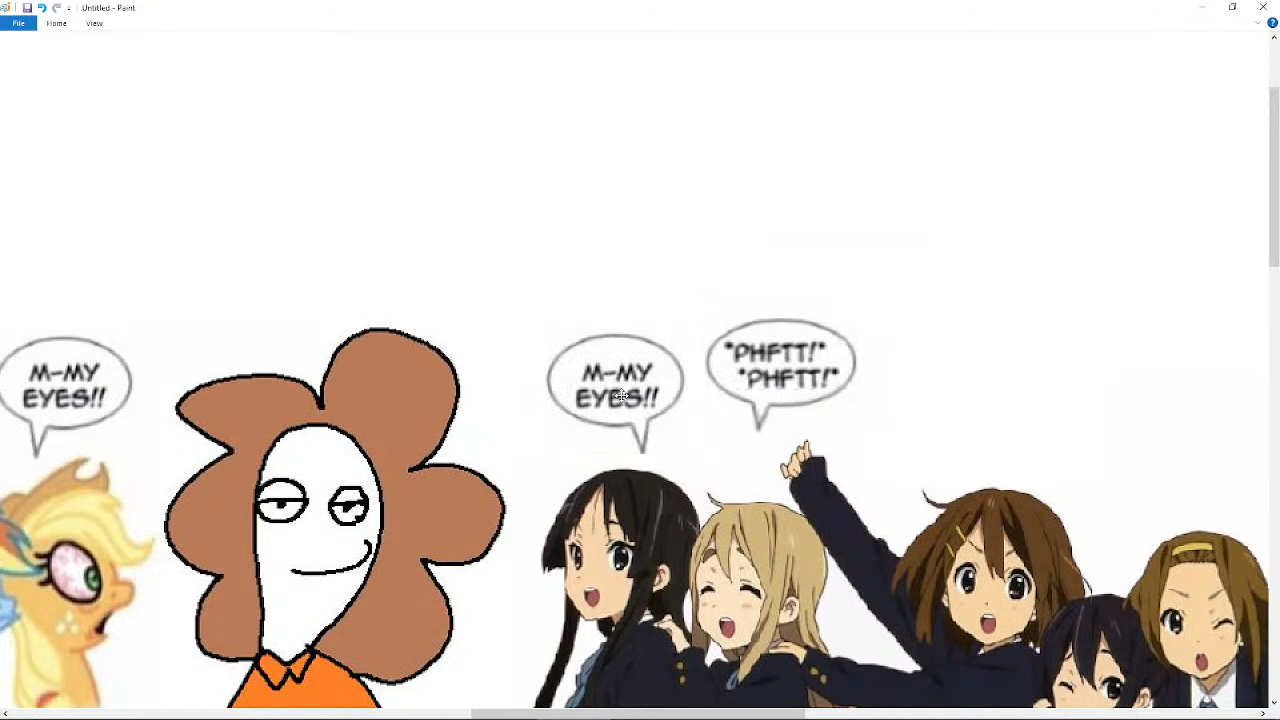 Untitled - Paint
File Home View
M-MY
EYES!!
M-MY
EYES!!
*PHFTT!*
*PHFTT!*